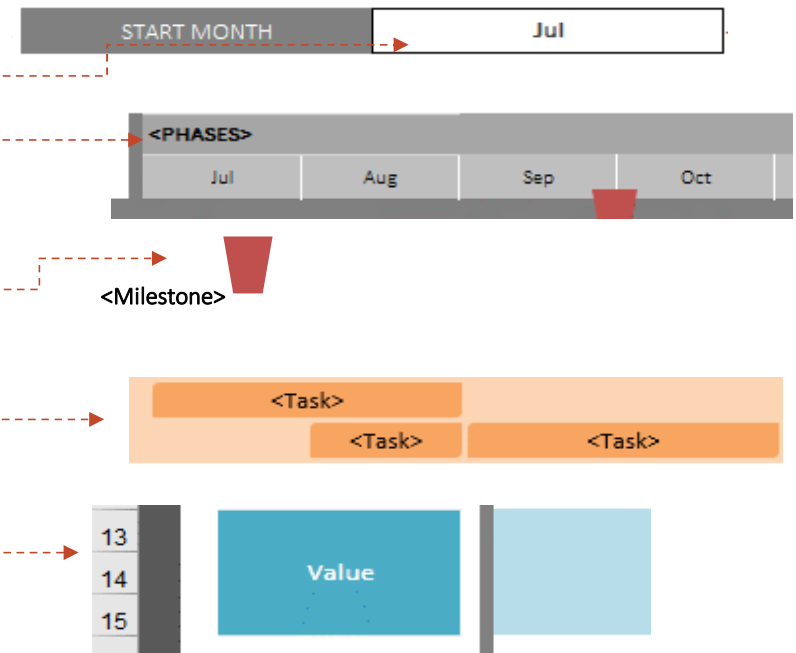 START MONTH Jul
<PHASES>
Jul Aug Sep Oct
<Milestone>
<Task>
<Task> <Task>
13
14 Value
15